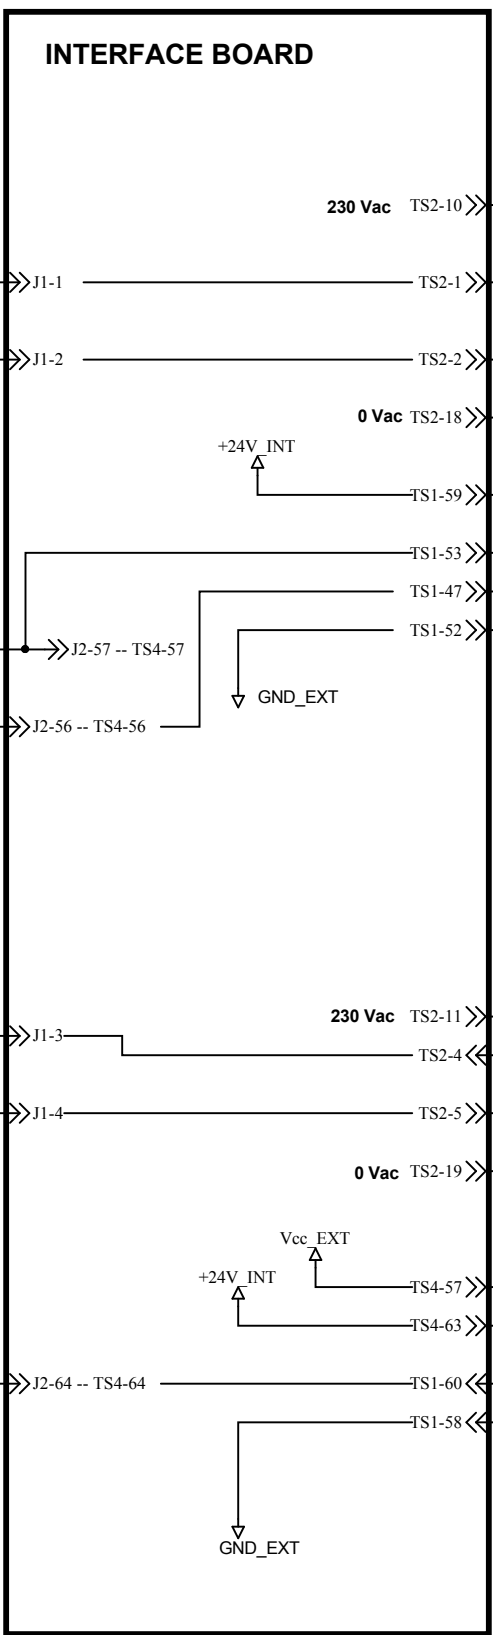 INTERFACE BOARD
230 Vac TS2-10
J1-1 TS2-1
J1-2 TS2-2
0 Vac TS2-18
+24V_INT
TS1-59
TS1-53
TS1-47
TS1-52
J2-57 -- TS4-57
GND_EXT
J2-56 -- TS4-56
230 Vac TS2-11
J1-3
TS2-4
J1-4 TS2-5
0 Vac TS2-19
Vcc_EXT
+24V_INT
TS4-57
TS4-63
J2-64 -- TS4-64 TS1-60
TS1-58
GND_EXT